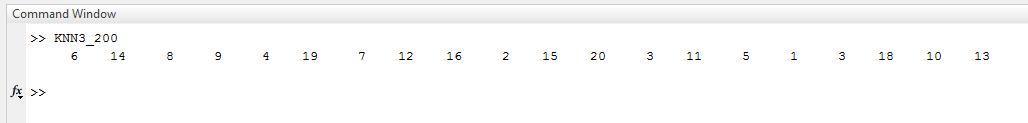 Command Window
>> KNN3_200
6 14 8 9 4 19 7 12 16 2 15 20 3 11 5 1 3 18 10 13
fx >>